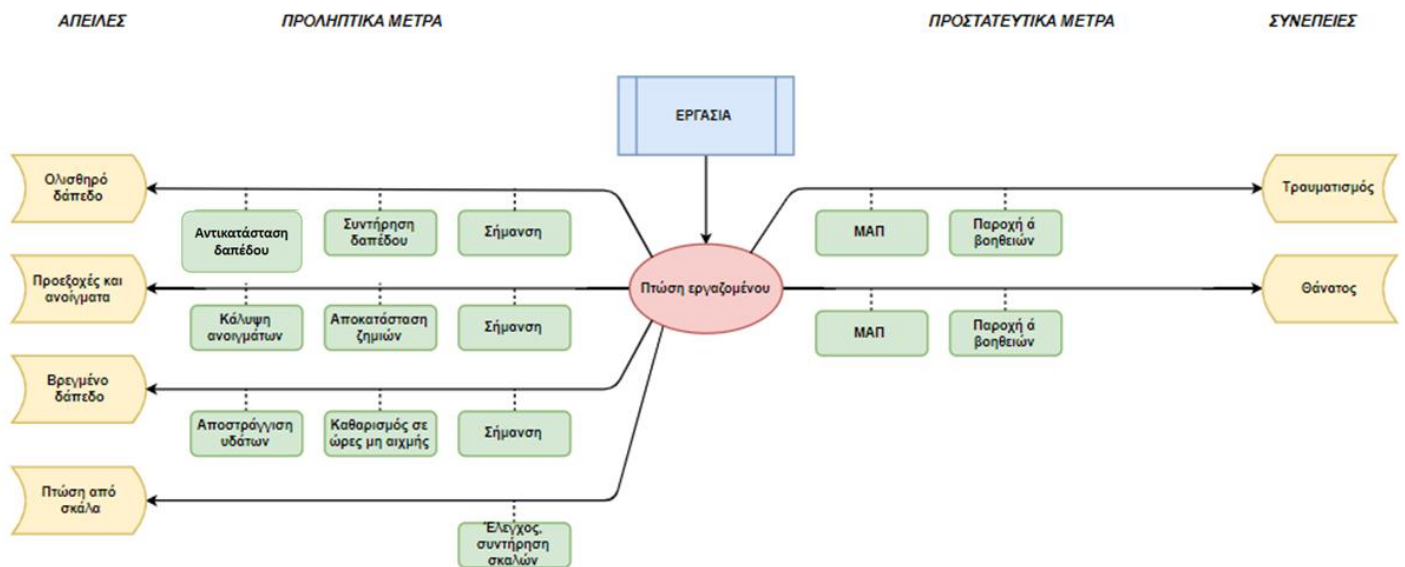 ΑΠΕΙΛΕΣ
ΠΡΟΛΗΠΤΙΚΑ ΜΕΤΡΑ
ΠΡΟΣΤΑΤΕΥΤΙΚΑ ΜΕΤΡΑ
ΣΥΝΕΠΕΙΕΣ
ΕΡΓΑΣΙΑ
Ολισθηρό
δάπεδο
Αντικατάσταση
δαπέδου
Συντήρηση
δαπέδου
Σήμανση
ΜΑΠ
Παροχή ά
βοηθειών
Τραυματισμός
Προεξοχές και
ανοίγματα
Κάλυψη
ανοιγμάτων
Αποκατάσταση
ζημιών
Σήμανση
Πτώση εργαζομένου
ΜΑΠ
Παροχή ά
βοηθειών
Θάνατος
Βρεγμένο
δάπεδο
Αποστράγγιση
υδάτων
Καθαρισμός σε
ώρες μη αιχμής
Σήμανση
Πτώση από
σκάλα
Έλεγχος,
συντήρηση
σκαλών